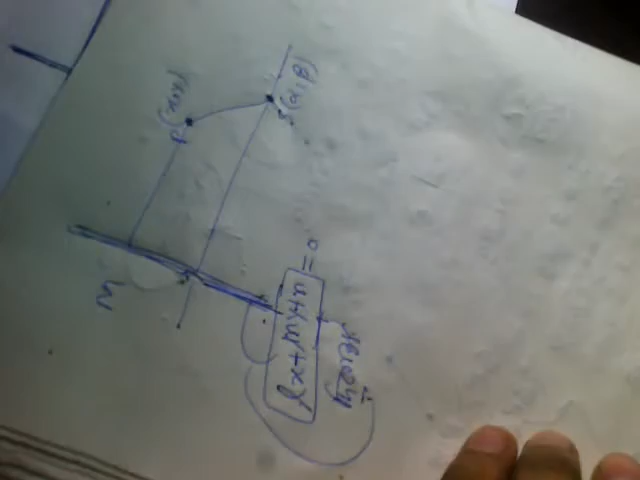 P(x,y)
S(α,β)
M
lx+my+n
=0